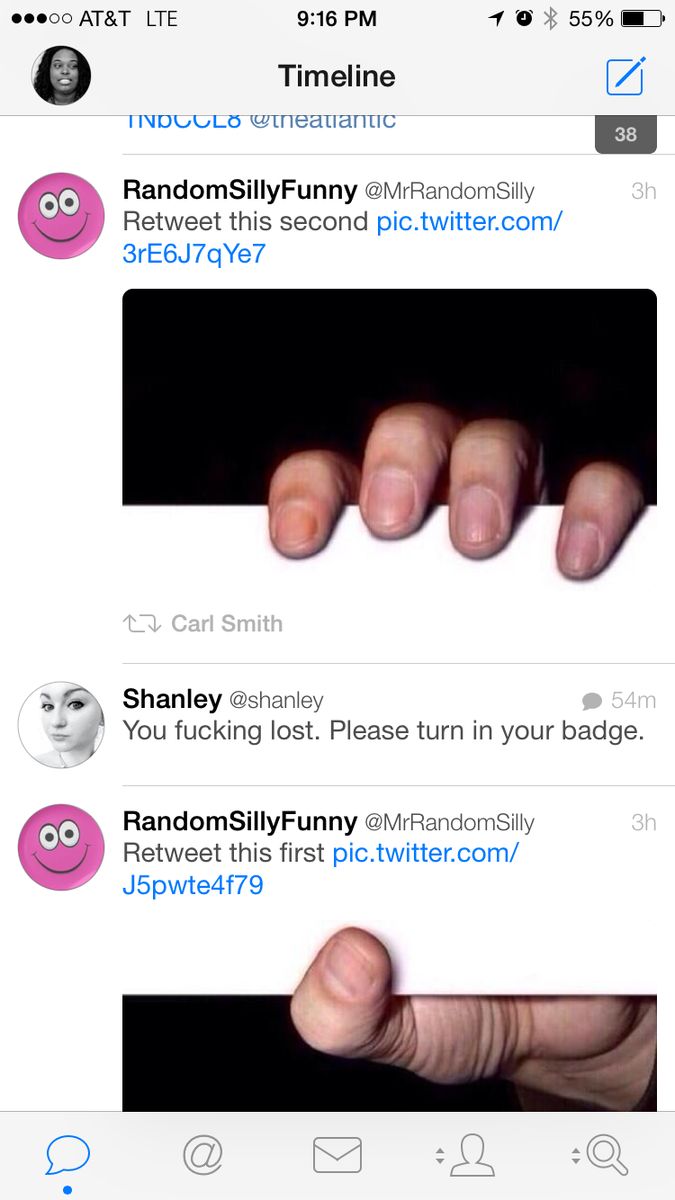 AT&T LTE 9:16 PM 55%
Timeline
1NbCCL8 @theatlantic
38
RandomSillyFunny @MrRandomSilly 3h
Retweet this second pic.twitter.com/
3rE6J7qYe7
Carl Smith
Shanley @shanley 54m
You fucking lost. Please turn in your badge.
RandomSillyFunny @MrRandomSilly 3h
Retweet this first pic.twitter.com/
J5pwte4f79
@